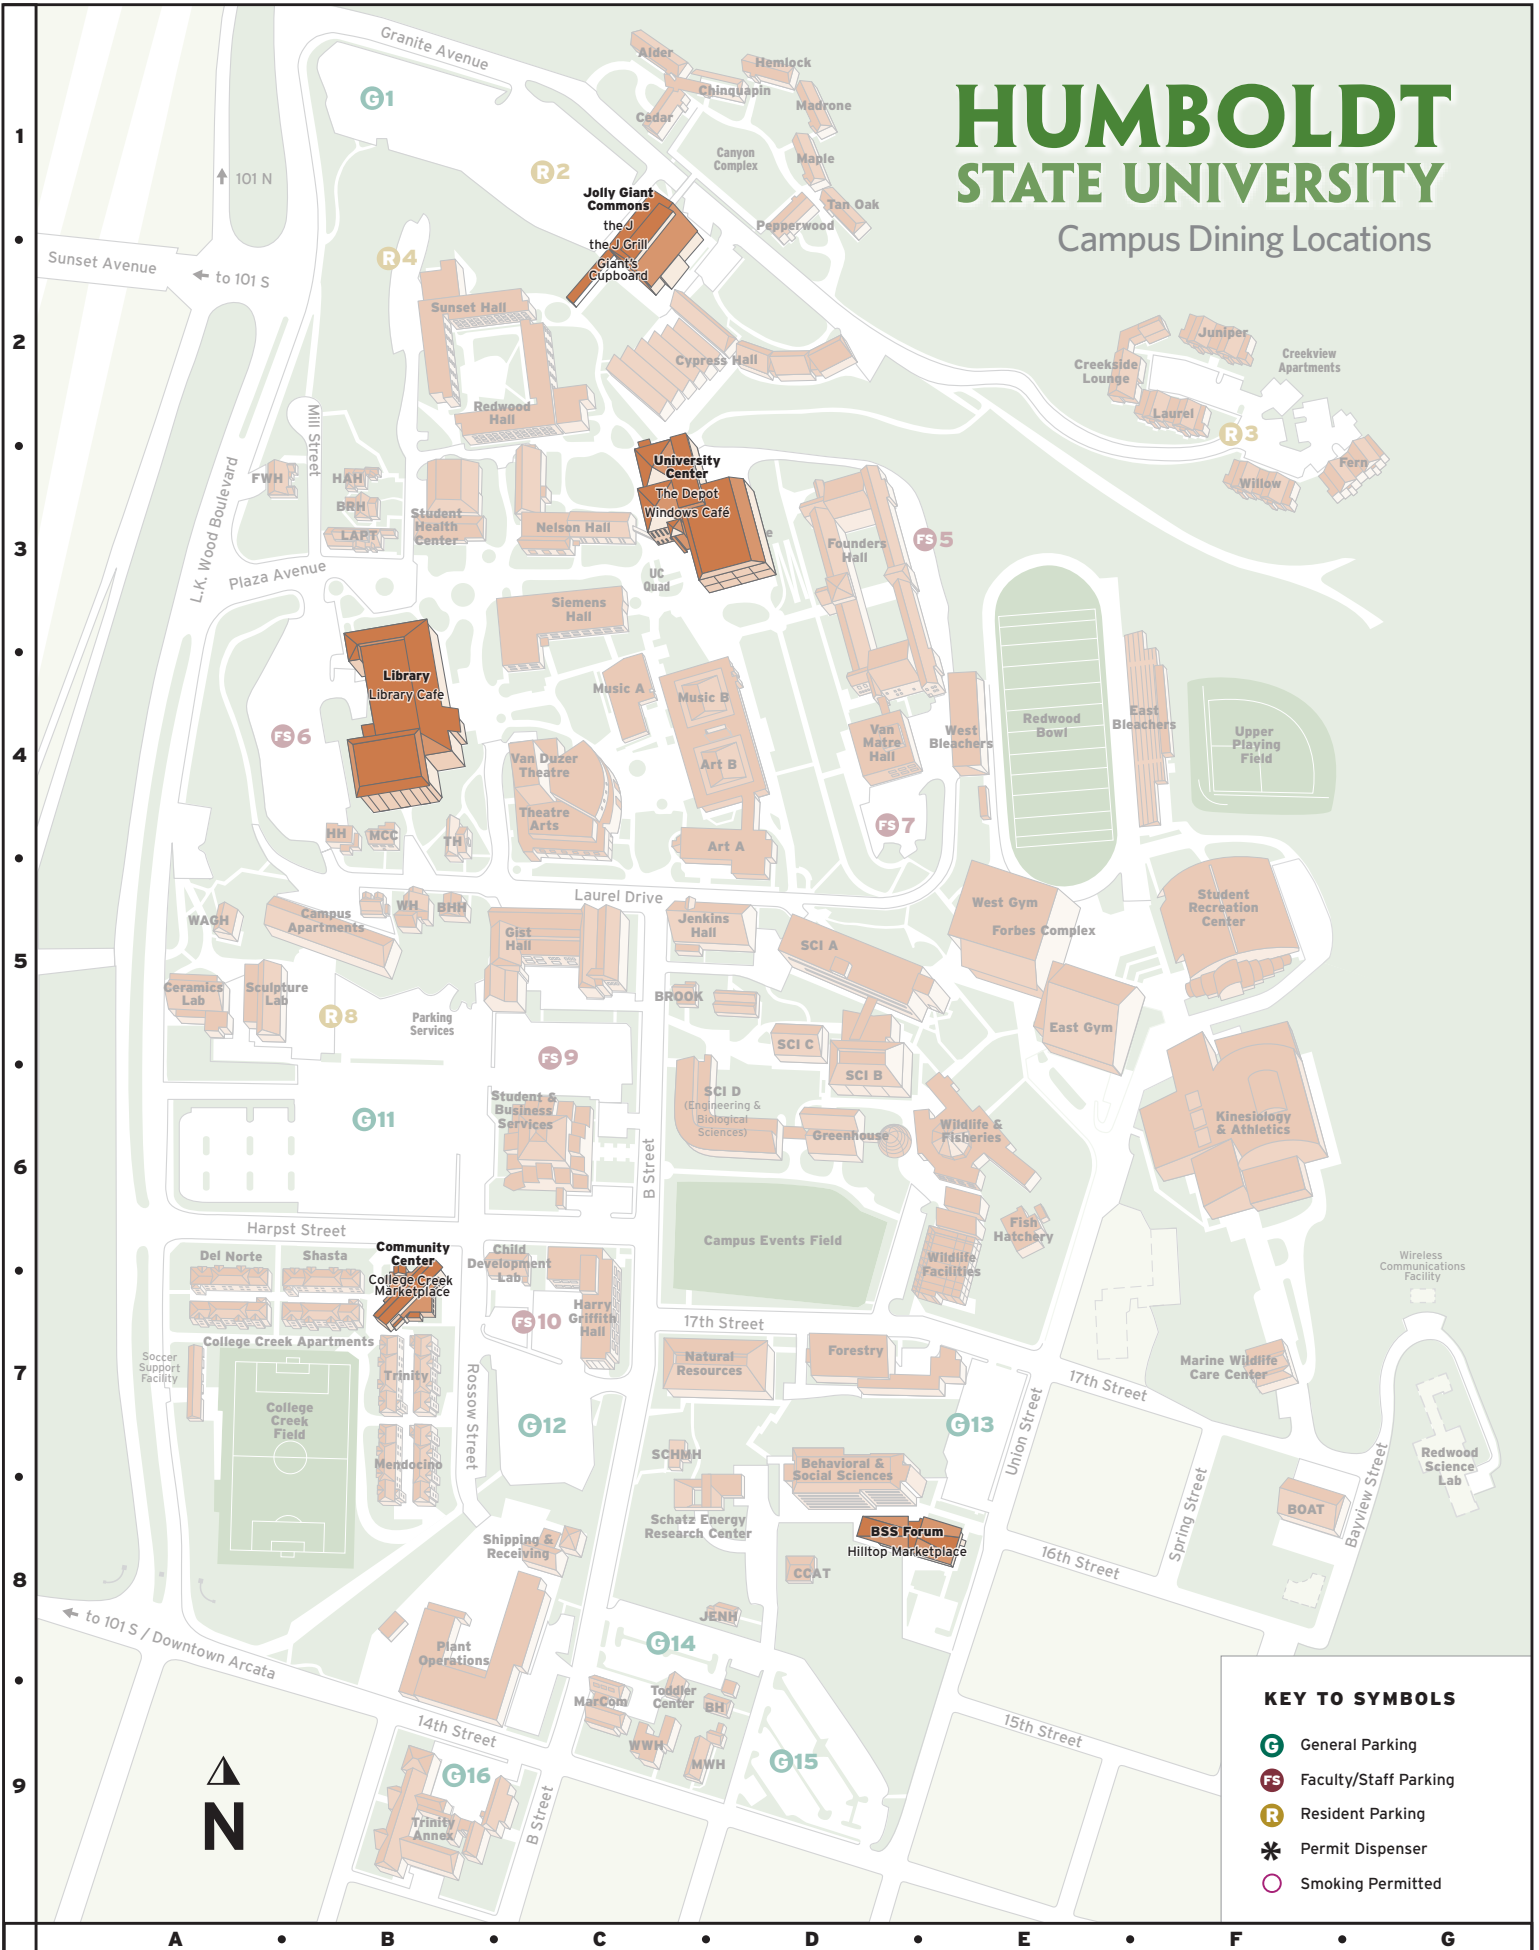 HUMBOLDT
STATE UNIVERSITY
Campus Dining Locations
Granite Avenue
G1
R2
Alder
Hemlock
Chinquapin
Cedar
Madrone
Canyon
Complex
Maple
Tan Oak
Pepperwood
1
101 N
Jolly Giant
Commons
the J
the J Grill
Giant's
Cupboard
Sunset Avenue
to 101 S
R4
Sunset Hall
2
Cypress Hall
Redwood
Hall
Juniper
Creekside
Lounge
Creekview
Apartments
Laurel
R3
Fern
Willow
Mill Street
L.K. Wood Boulevard
FWH
HAH
BRH
LAPT
Student
Health
Center
Nelson Hall
University
Center
The Depot
Windows Café
e
Founders
Hall
FS5
3
Plaza Avenue
UC
Quad
Siemens
Hall
Library
Library Cafe
Music A
Music B
Van
Matre
Hall
West
Bleachers
Redwood
Bowl
East
Bleachers
Upper
Playing
Field
FS6
4
Van Duzer
Theatre
Art B
Theatre
Arts
FS7
HH
MCC
TH
Art A
Laurel Drive
WAGH
Campus
Apartments
WH
BHH
Gist
Hall
Jenkins
Hall
SCI A
West Gym
Forbes Complex
Student
Recreation
Center
5
Ceramics
Lab
Sculpture
Lab
R8
Parking
Services
BROOK
East Gym
SCI C
FS9
SCI B
SCI D
(Engineering &
Biological
Sciences)
Student &
Business
Services
G11
Greenhouse
Wildlife &
Fisheries
Kinesiology
& Athletics
6
B Street
Harpst Street
Campus Events Field
Fish
Hatchery
Wildlife
Facilities
Del Norte
Shasta
Community
Center
College Creek
Marketplace
Child
Development
Lab
Wireless
Communications
Facility
FS10
Harry
Griffith
Hall
17th Street
College Creek Apartments
Soccer
Support
Facility
7
Trinity
Natural
Resources
Forestry
Marine Wildlife
Care Center
17th Street
College
Creek
Field
Rossow Street
G12
G13
Union Street
Mendocino
SCHMH
Behavioral &
Social Sciences
Redwood
Science
Lab
Spring Street
Bayview Street
BOAT
Schatz Energy
Research Center
Shipping &
Receiving
BSS Forum
Hilltop Marketplace
16th Street
8
CCAT
JENH
to 101 S / Downtown Arcata
G14
Plant
Operations
Toddler
Center
MarCom
BH
WWH
MWH
14th Street
15th Street
G15
G16
9
N
Trinity
Annex
B Street
KEY TO SYMBOLS
G General Parking
FS Faculty/Staff Parking
R Resident Parking
Permit Dispenser
Smoking Permitted
A B C D E F G